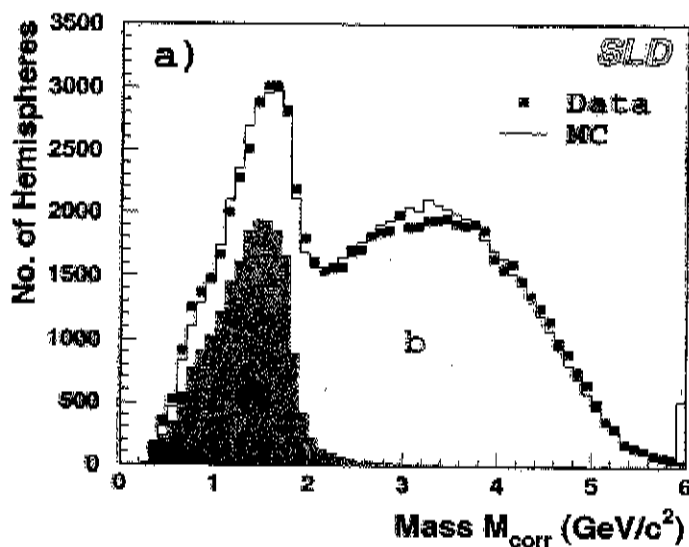 a)
SLD
Data
MC
No. of Hemispheres
3500
3000
2500
2000
1500
1000
500
0
b
0 1 2 3 4 5 6
Mass M_corr (GeV/c²)